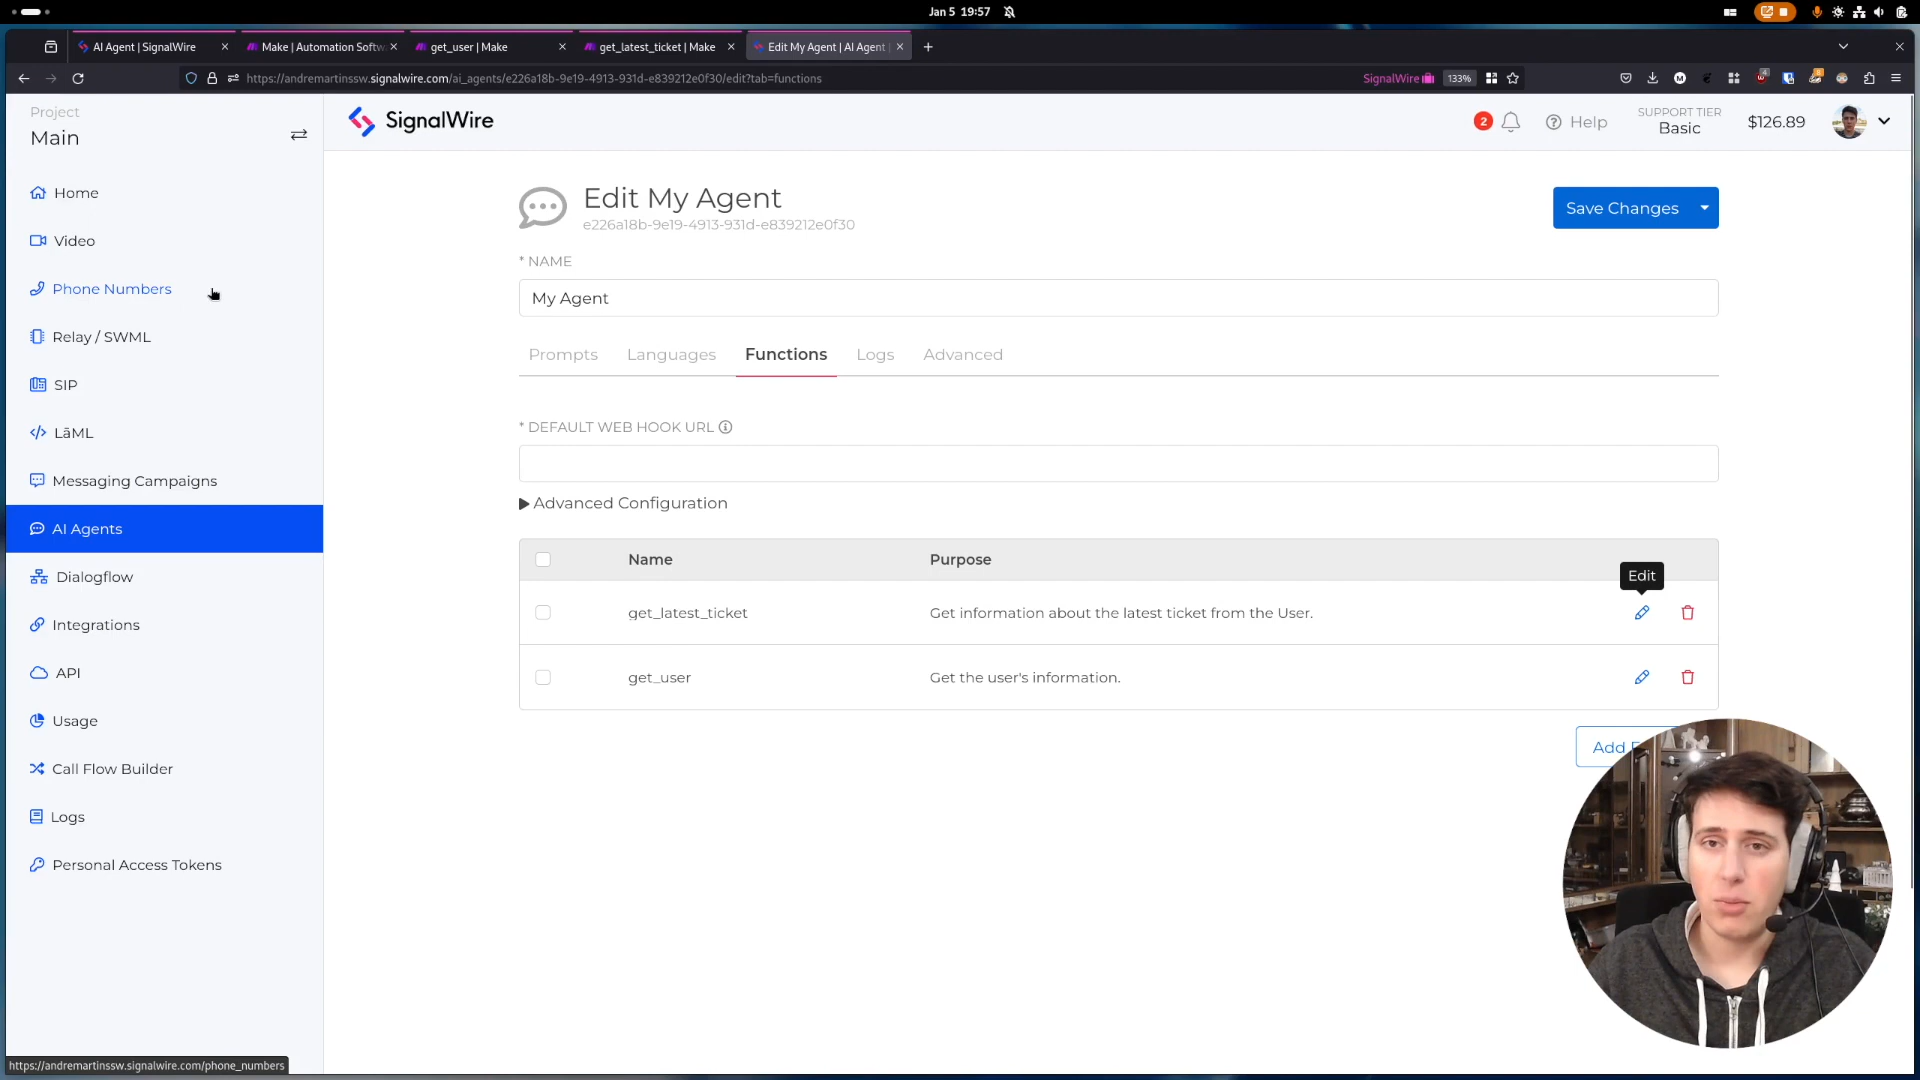 Jan 5 19:57
AI Agent | SignalWire
Make | Automation Softw
get_user | Make
get_latest_ticket | Make
Edit My Agent | AI Agent
https://andremartinssw.signalwire.com/ai_agents/e226a18b-9e19-4913-931d-e839212e0f30/edit?tab=functions
SignalWire
133%
Project
Main
SignalWire
2
Help
SUPPORT TIER
Basic
$126.89
Home
Video
Phone Numbers
Relay / SWML
SIP
LāML
Messaging Campaigns
AI Agents
Dialogflow
Integrations
API
Usage
Call Flow Builder
Logs
Personal Access Tokens
Edit My Agent
e226a18b-9e19-4913-931d-e839212e0f30
Save Changes
* NAME
My Agent
Prompts
Languages
Functions
Logs
Advanced
* DEFAULT WEB HOOK URL
Advanced Configuration
Name
Purpose
Edit
get_latest_ticket
Get information about the latest ticket from the User.
get_user
Get the user's information.
Add
https://andremartinssw.signalwire.com/phone_numbers